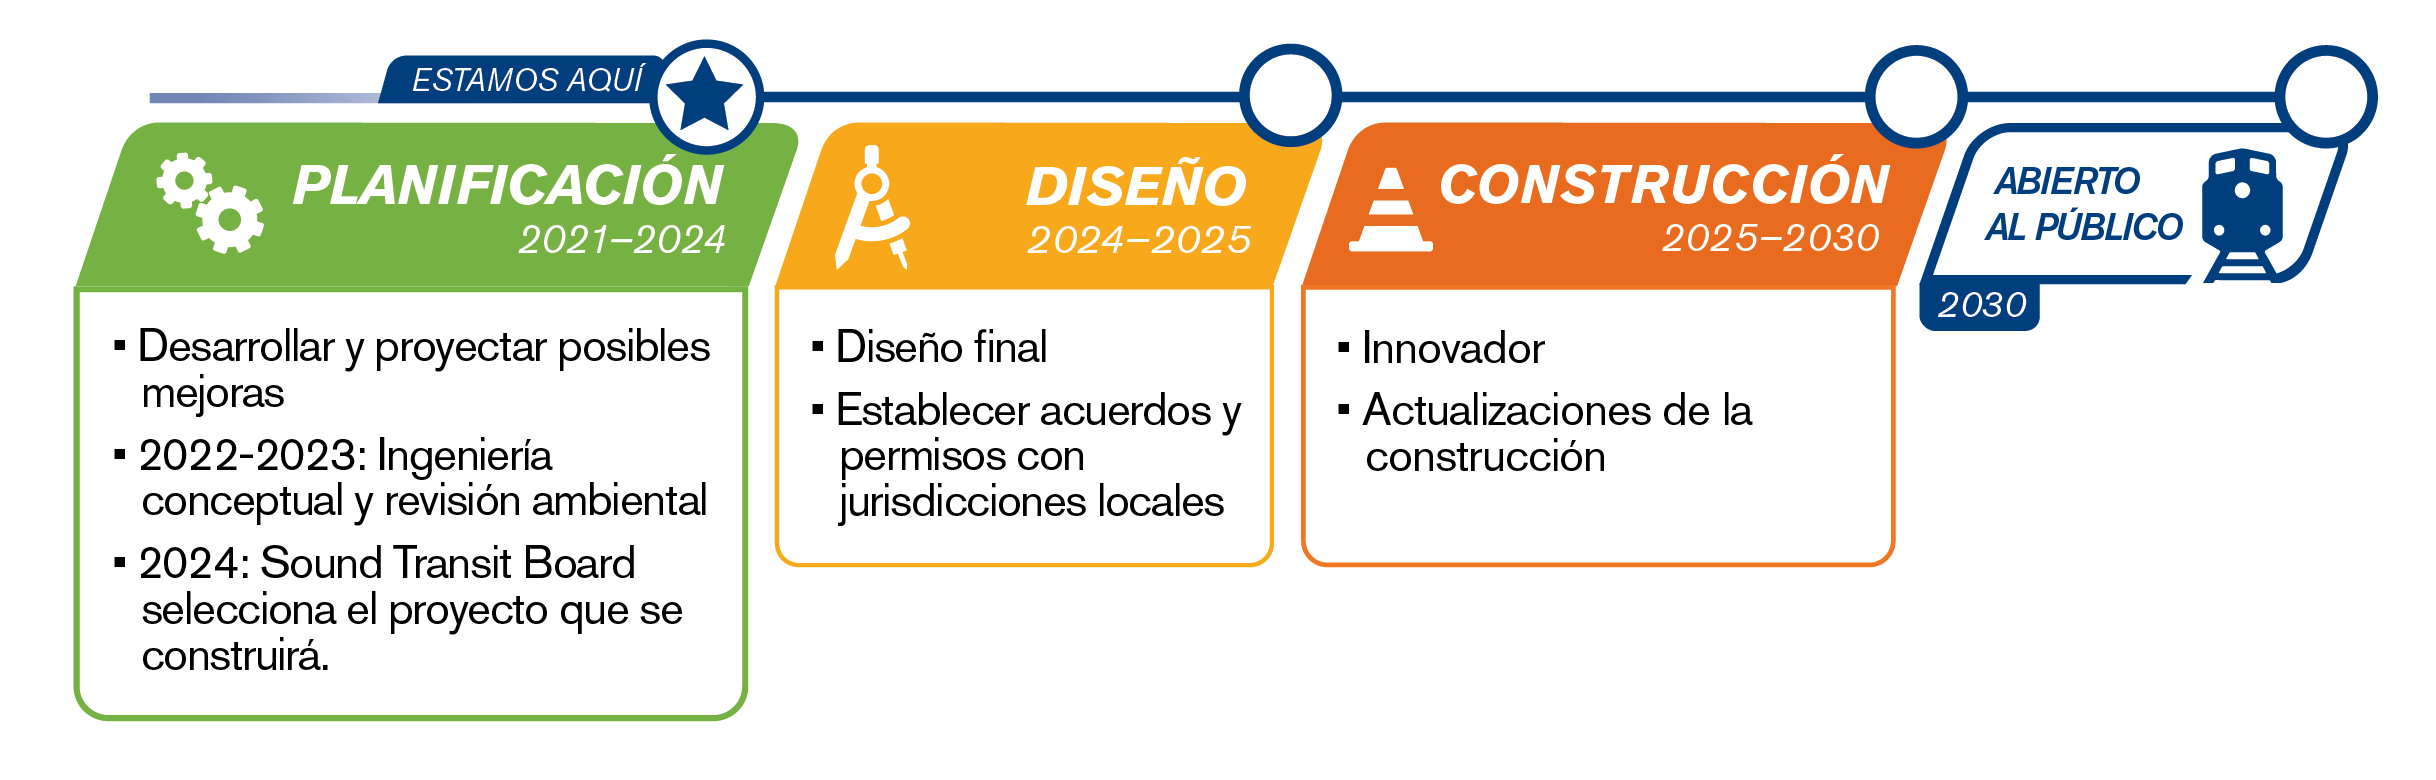 ESTAMOS AQUÍ
PLANIFICACIÓN
2021–2024
▪ Desarrollar y proyectar posibles
mejoras
▪ 2022-2023: Ingeniería
conceptual y revisión ambiental
▪ 2024: Sound Transit Board
selecciona el proyecto que se
construirá.
DISEÑO
2024–2025
▪ Diseño final
▪ Establecer acuerdos y
permisos con
jurisdicciones locales
CONSTRUCCIÓN
2025–2030
▪ Innovador
▪ Actualizaciones de la
construcción
ABIERTO
AL PÚBLICO
2030